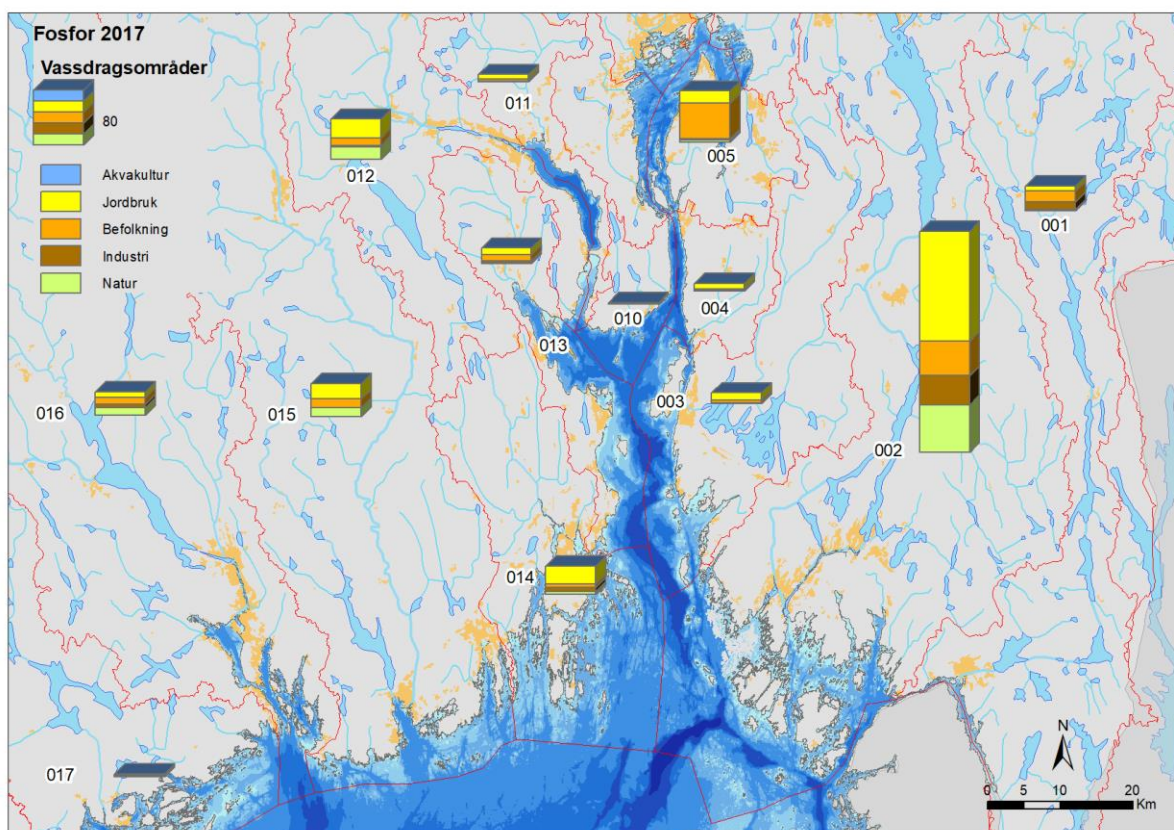 Fosfor 2017
Vassdragsområder
80
Akvakultur
Jordbruk
Befolkning
Industri
Natur
011
012
005
001
004
010
013
003
016
015
002
014
017
N
0 5 10 20
Km